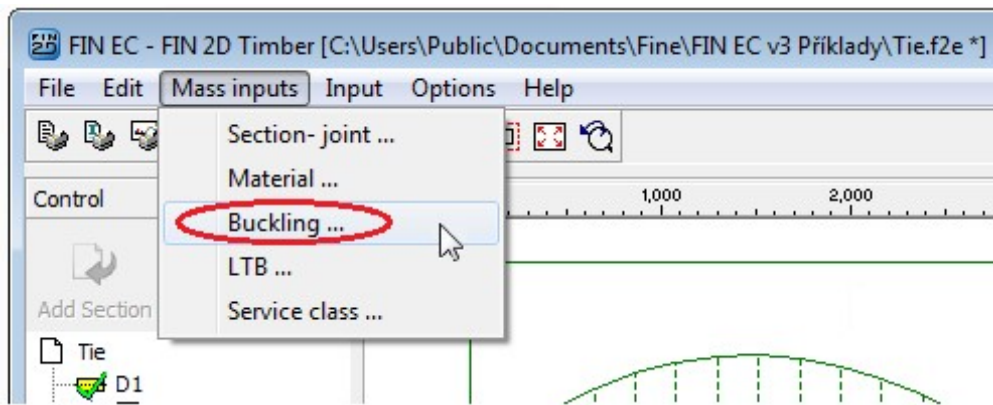 FIN EC - FIN 2D Timber [C:\Users\Public\Documents\Fine\FIN EC v3 Příklady\Tie.f2e *]
File Edit Mass inputs Input Options Help
Section- joint ...
Material ...
Buckling ...
LTB ...
Service class ...
1,000 2,000
Control
Add Section
Tie
D1